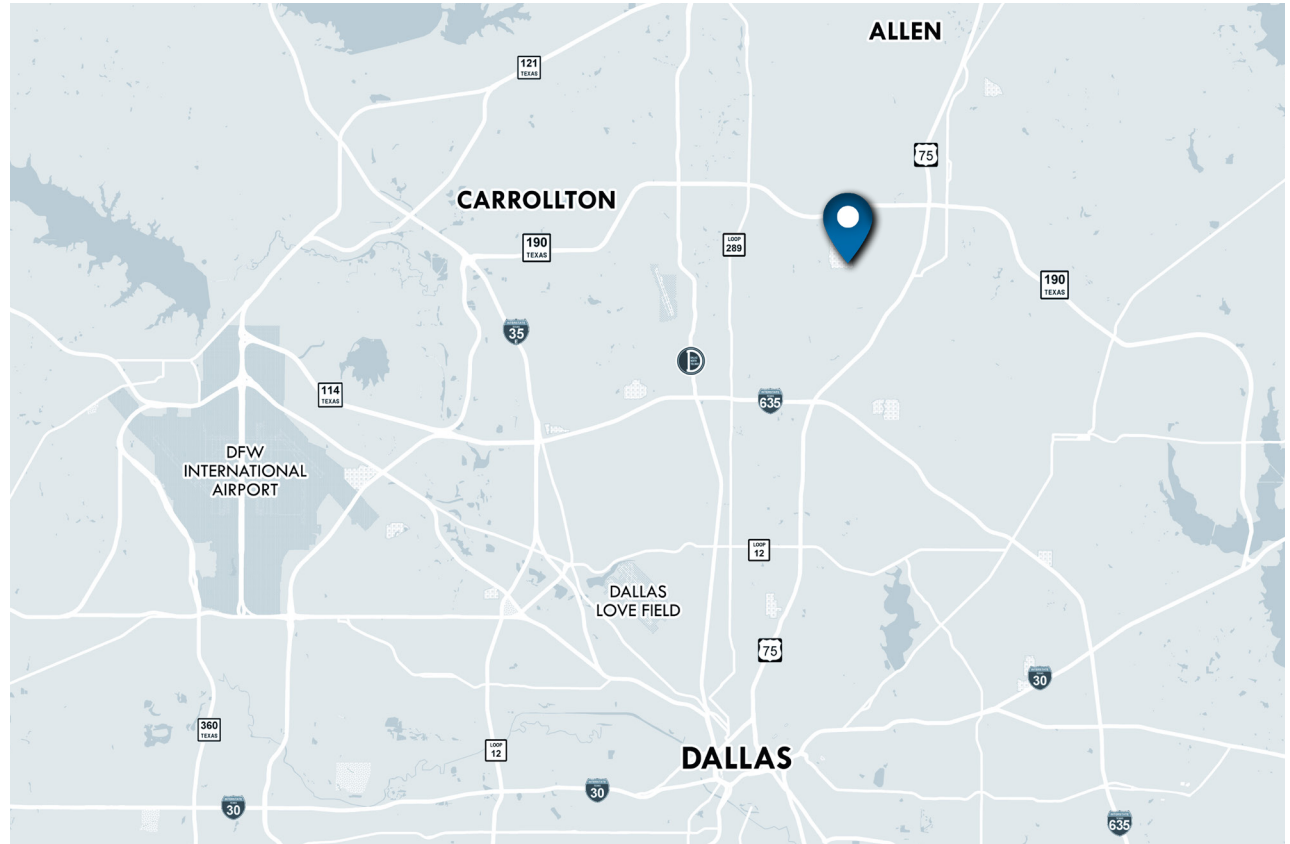 ALLEN
121
TEXAS
75
CARROLLTON
190
TEXAS
LOOP
289
190
TEXAS
35
D
114
TEXAS
635
DFW
INTERNATIONAL
AIRPORT
LOOP
12
DALLAS
LOVE FIELD
75
30
360
TEXAS
LOOP
12
DALLAS
30
30
635